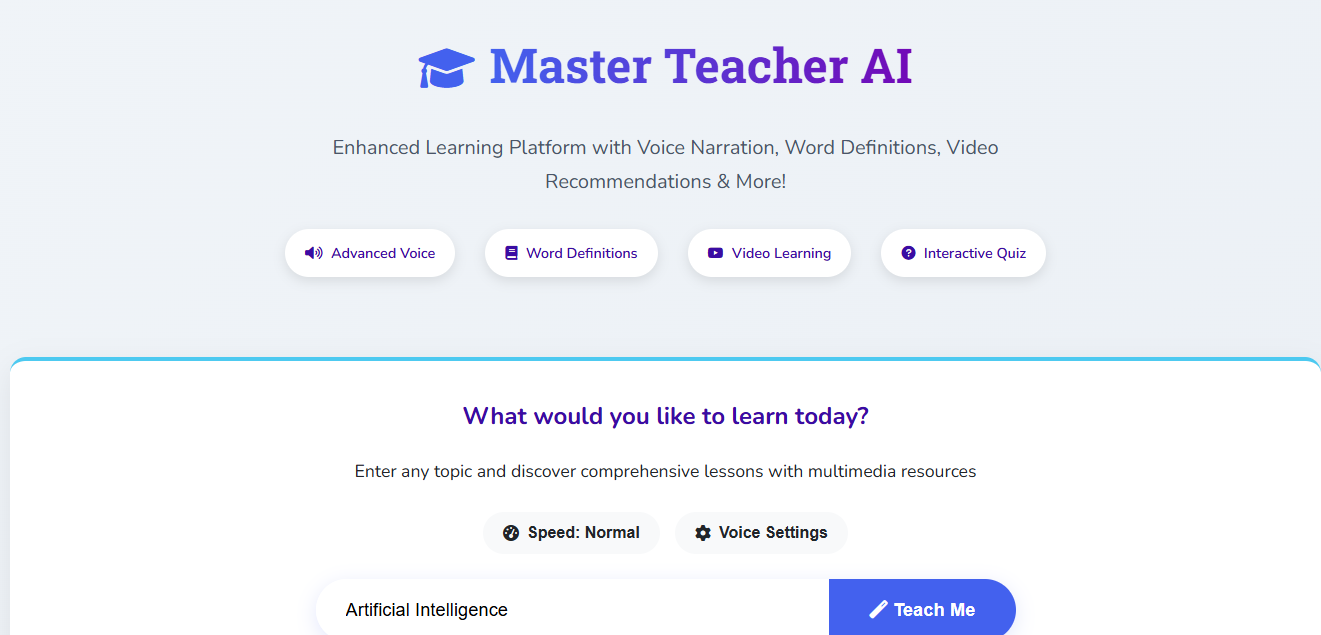 Master Teacher AI
Enhanced Learning Platform with Voice Narration, Word Definitions, Video
Recommendations & More!
Advanced Voice
Word Definitions
Video Learning
Interactive Quiz
What would you like to learn today?
Enter any topic and discover comprehensive lessons with multimedia resources
Speed: Normal
Voice Settings
Artificial Intelligence
Teach Me